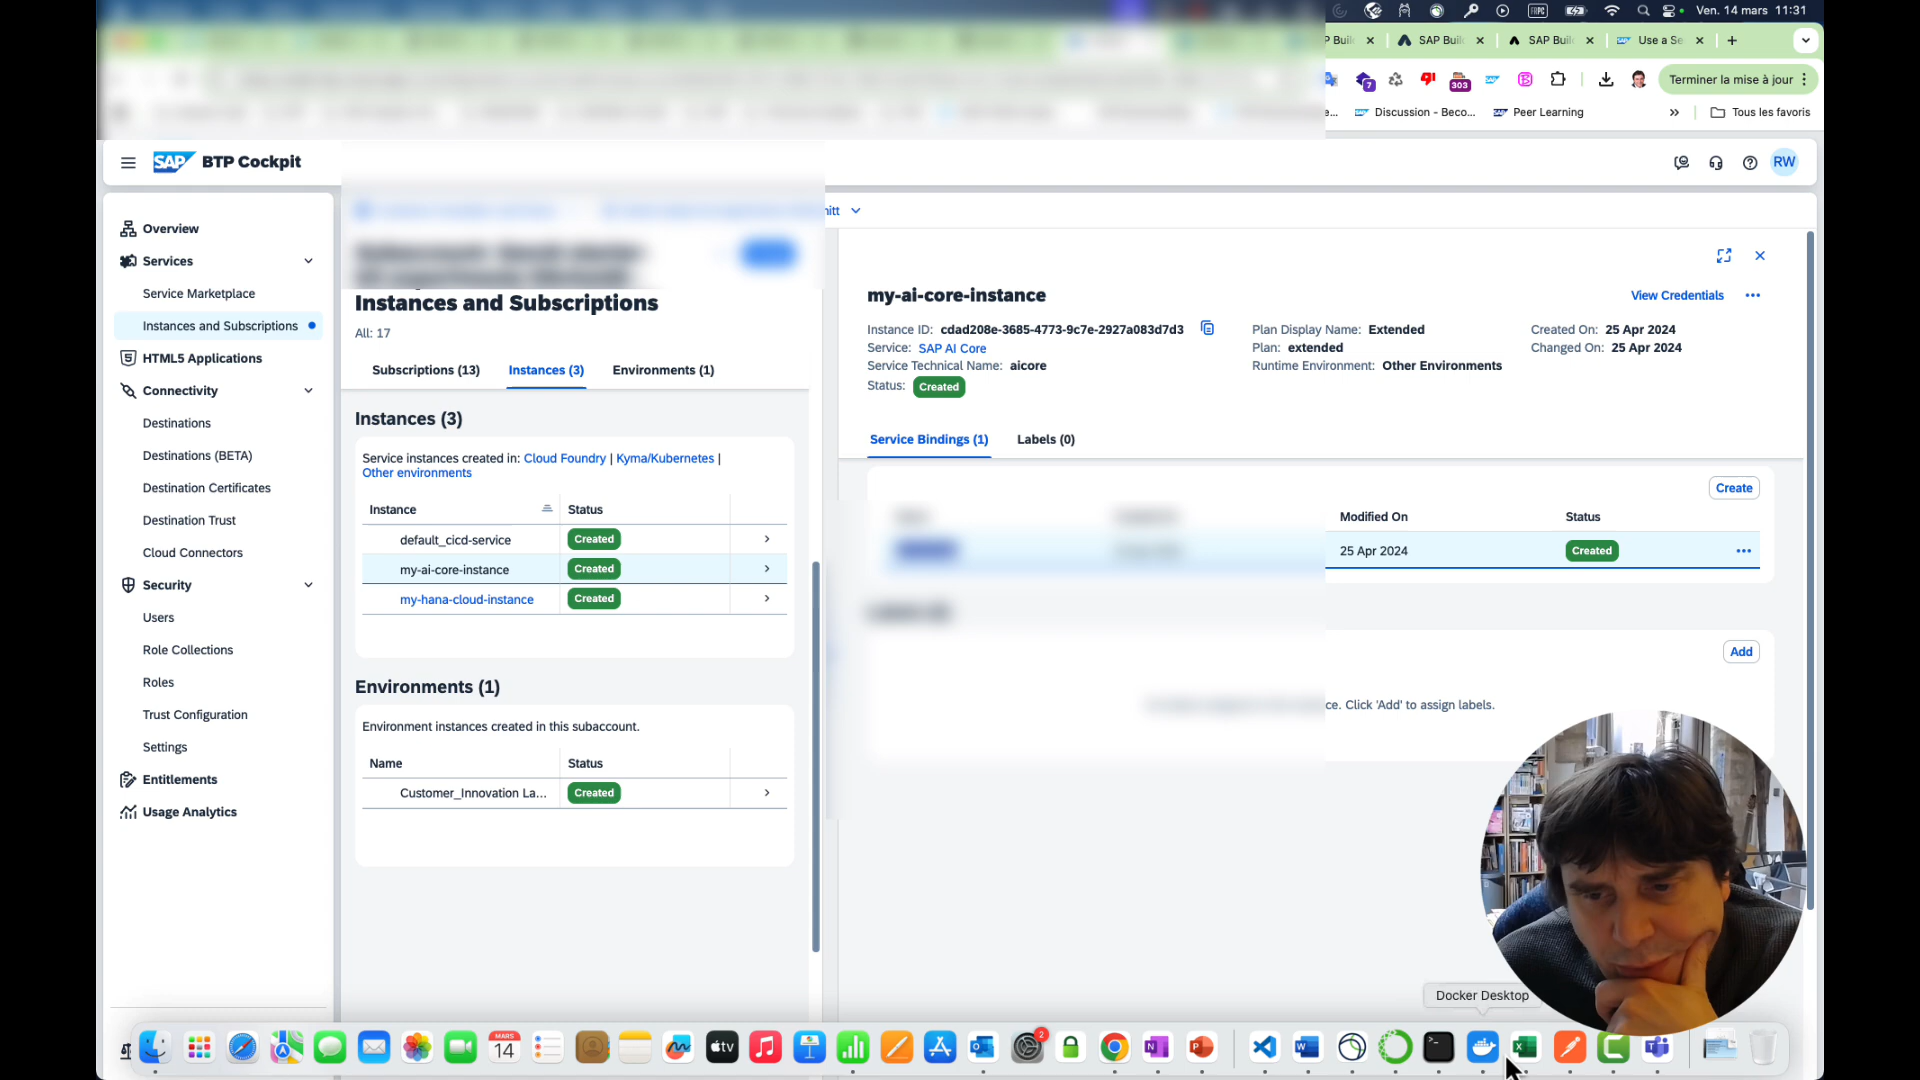 Ven. 14 mars 11:31
P Buil
SAP Buil
SAP Buil
Use a Se
7
303
Terminer la mise à jour
Discussion - Beco...
Peer Learning
Tous les favoris
SAP BTP Cockpit
RW
Overview
Services
Service Marketplace
Instances and Subscriptions
HTML5 Applications
Connectivity
Destinations
Destinations (BETA)
Destination Certificates
Destination Trust
Cloud Connectors
Security
Users
Role Collections
Roles
Trust Configuration
Settings
Entitlements
Usage Analytics
Instances and Subscriptions
All: 17
Subscriptions (13) Instances (3) Environments (1)
Instances (3)
Service instances created in: Cloud Foundry | Kyma/Kubernetes |
Other environments
Instance Status
default_cicd-service Created
my-ai-core-instance Created
my-hana-cloud-instance Created
Environments (1)
Environment instances created in this subaccount.
Name Status
Customer_Innovation La... Created
my-ai-core-instance
View Credentials
Instance ID: cdad208e-3685-4773-9c7e-2927a083d7d3
Service: SAP AI Core
Service Technical Name: aicore
Status: Created
Plan Display Name: Extended
Plan: extended
Runtime Environment: Other Environments
Created On: 25 Apr 2024
Changed On: 25 Apr 2024
Service Bindings (1) Labels (0)
Create
Modified On Status
25 Apr 2024 Created
Add
ce. Click 'Add' to assign labels.
Docker Desktop
MARS
14
tv
2